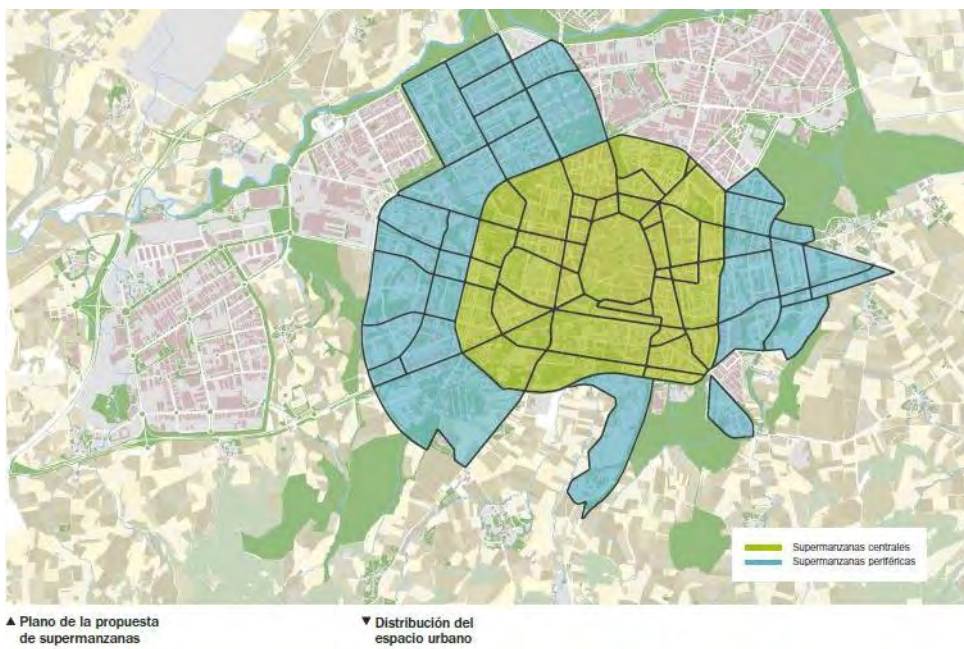 Supermanzanas centrales
Supermanzanas periféricas
▲ Plano de la propuesta
de supermanzanas
▼ Distribución del
espacio urbano